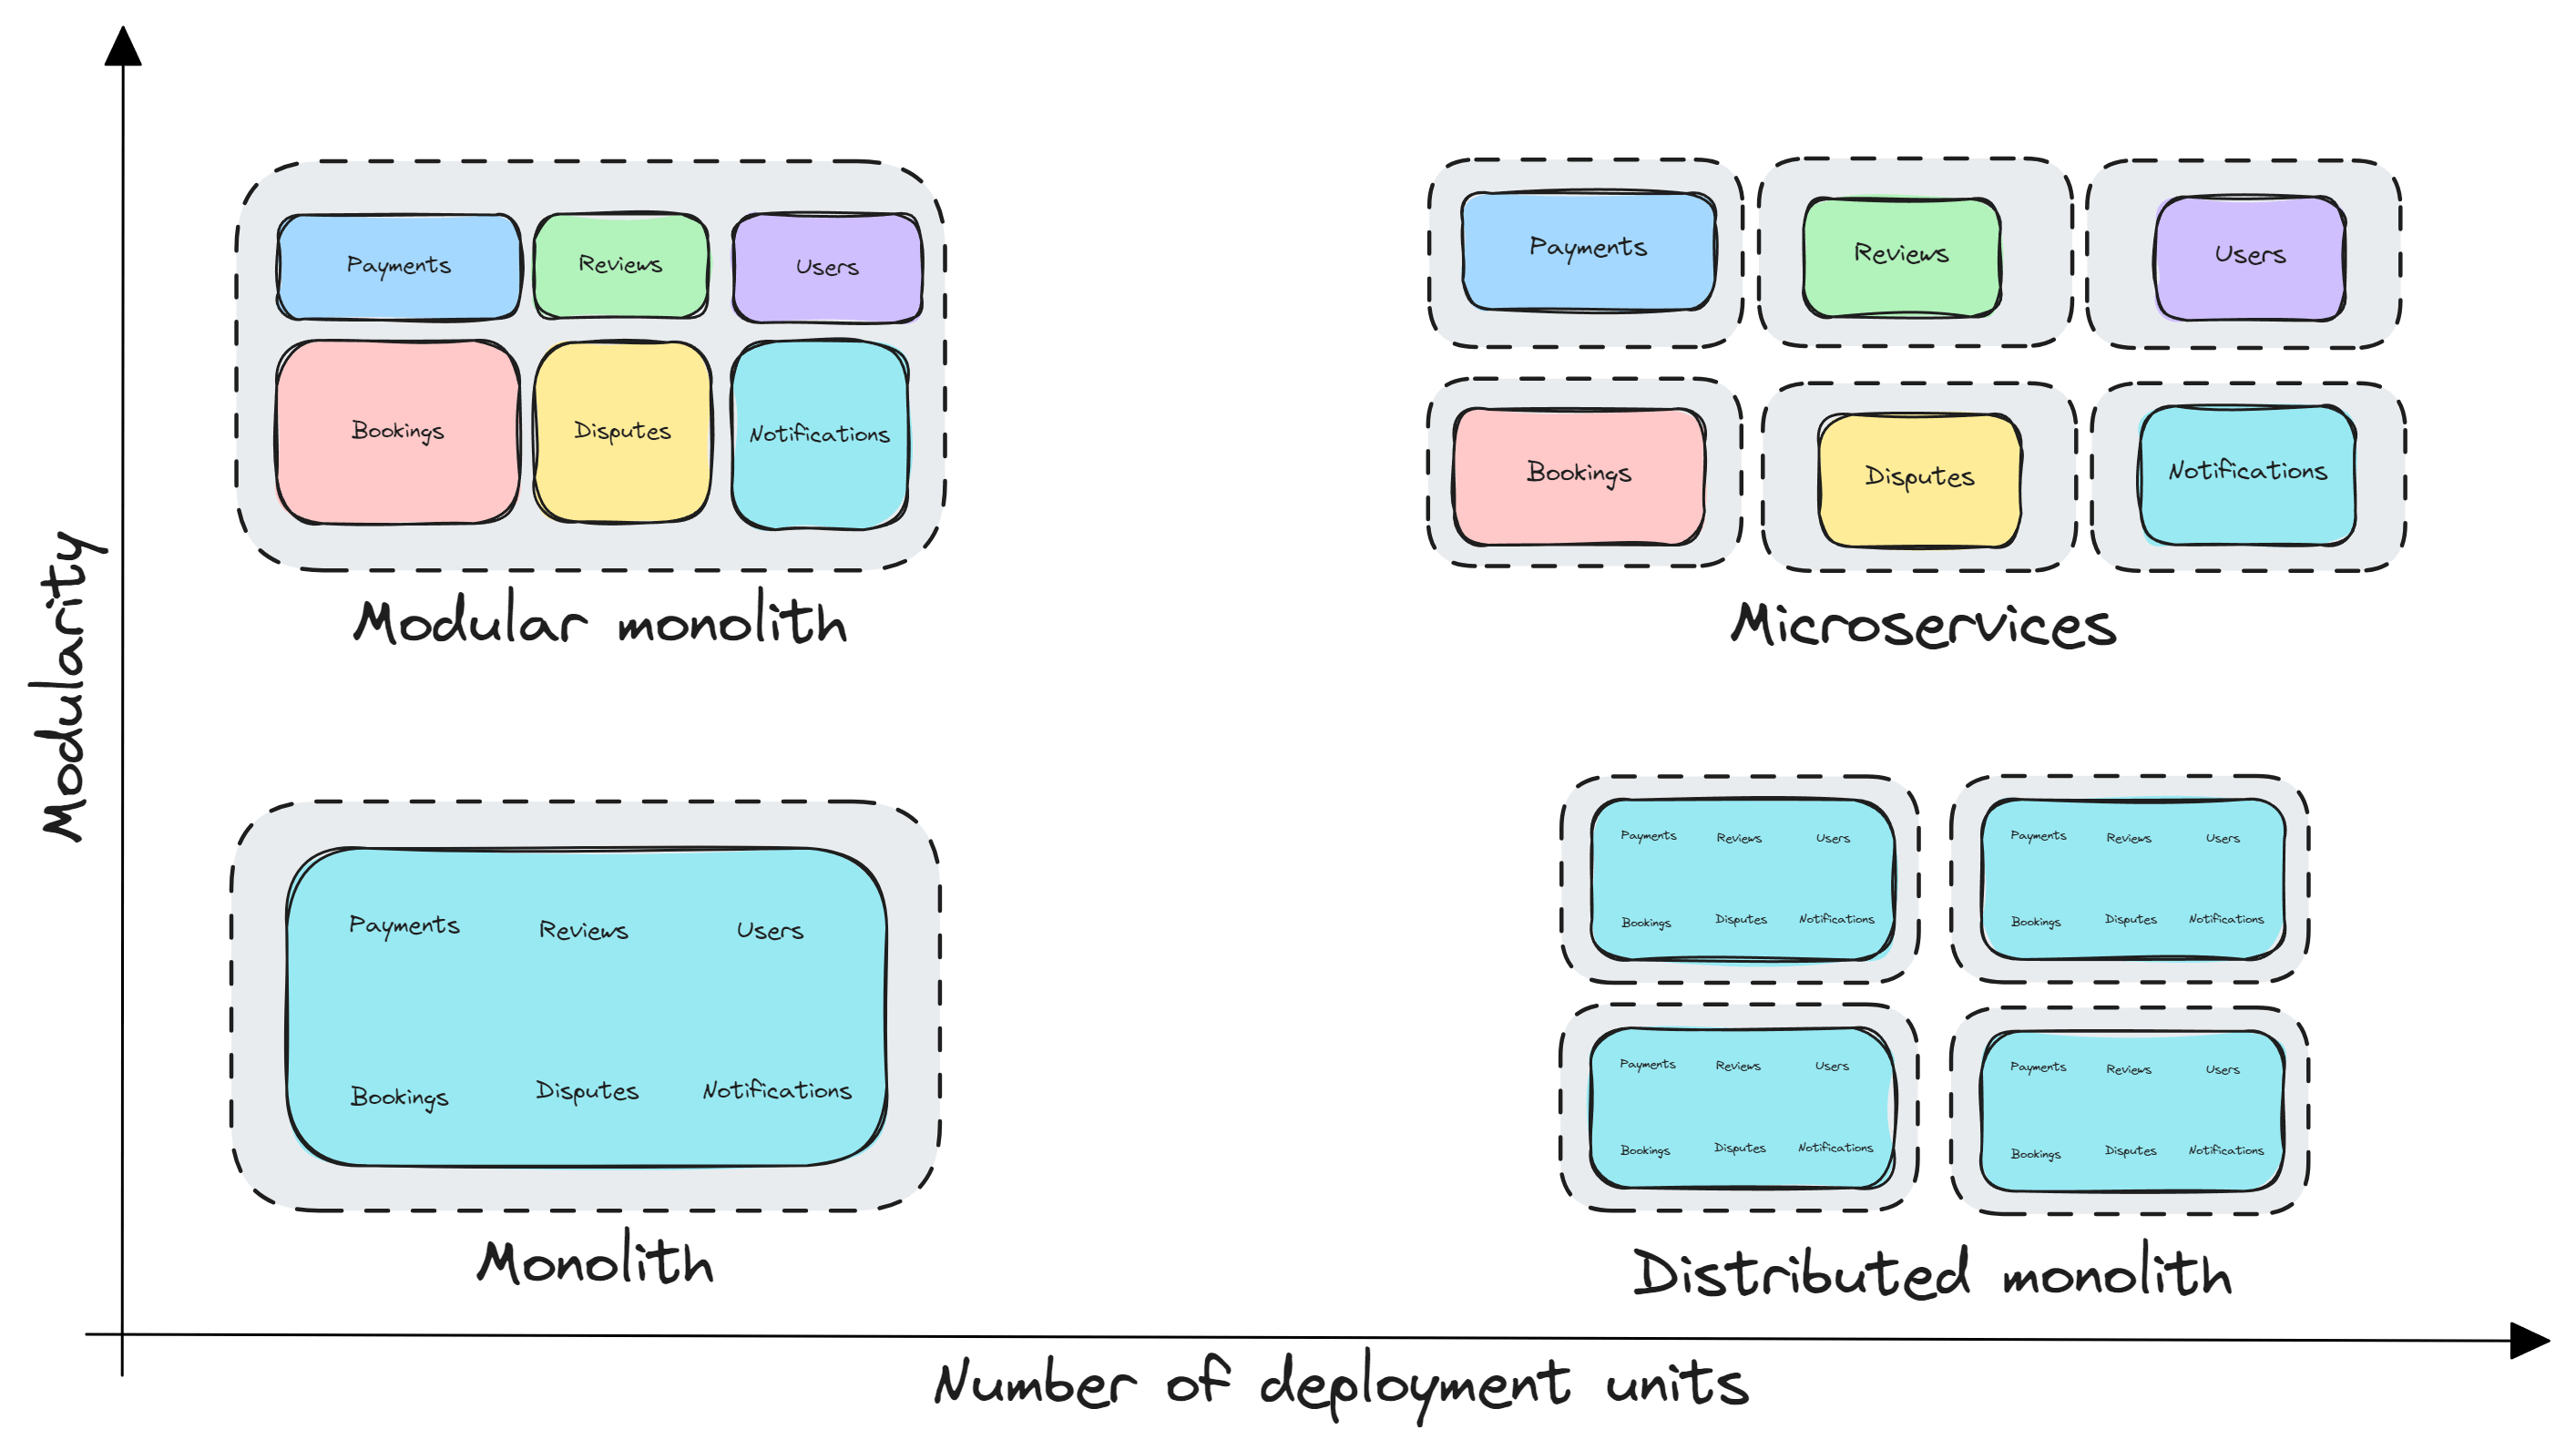 Modularity
Payments Reviews Users
Bookings Disputes Notifications
Modular monolith
Payments Reviews Users
Bookings Disputes Notifications
Microservices
Payments Reviews Users
Bookings Disputes Notifications
Monolith
Payments Reviews Users
Bookings Disputes Notifications
Payments Reviews Users
Bookings Disputes Notifications
Payments Reviews Users
Bookings Disputes Notifications
Payments Reviews Users
Bookings Disputes Notifications
Distributed monolith
Number of deployment units